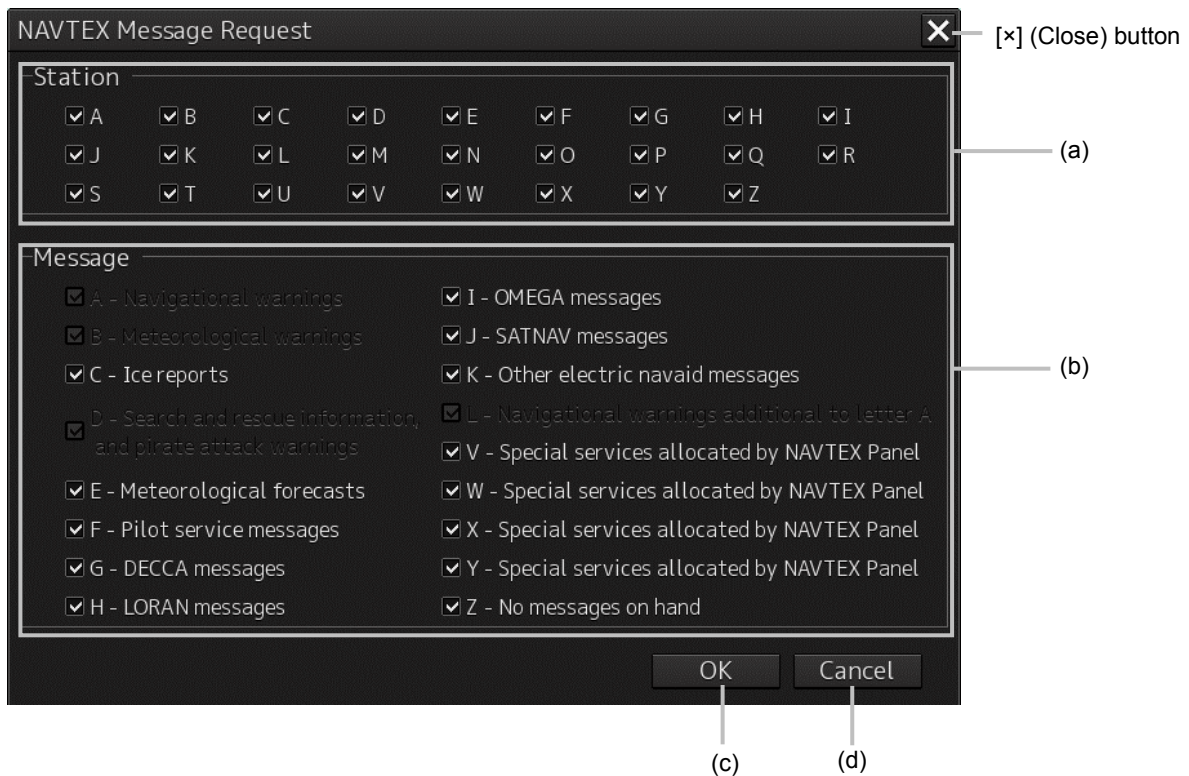 NAVTEX Message Request
[×] (Close) button
Station
A B C D E F G H I
J K L M N O P Q R
(a)
S T U V W X Y Z
Message
A - Navigational warnings
B - Meteorological warnings
C - Ice reports
D - Search and rescue information,
and pirate attack warnings
E - Meteorological forecasts
F - Pilot service messages
G - DECCA messages
H - LORAN messages
I - OMEGA messages
J - SATNAV messages
K - Other electric navaid messages
L - Navigational warnings additional to letter A
V - Special services allocated by NAVTEX Panel
W - Special services allocated by NAVTEX Panel
X - Special services allocated by NAVTEX Panel
Y - Special services allocated by NAVTEX Panel
Z - No messages on hand
(b)
OK Cancel
(c) (d)